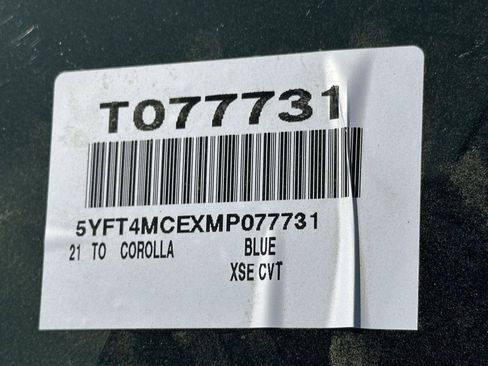 T077731
5YFT4MCEXMP077731
21 TO COROLLA BLUE
XSE CVT